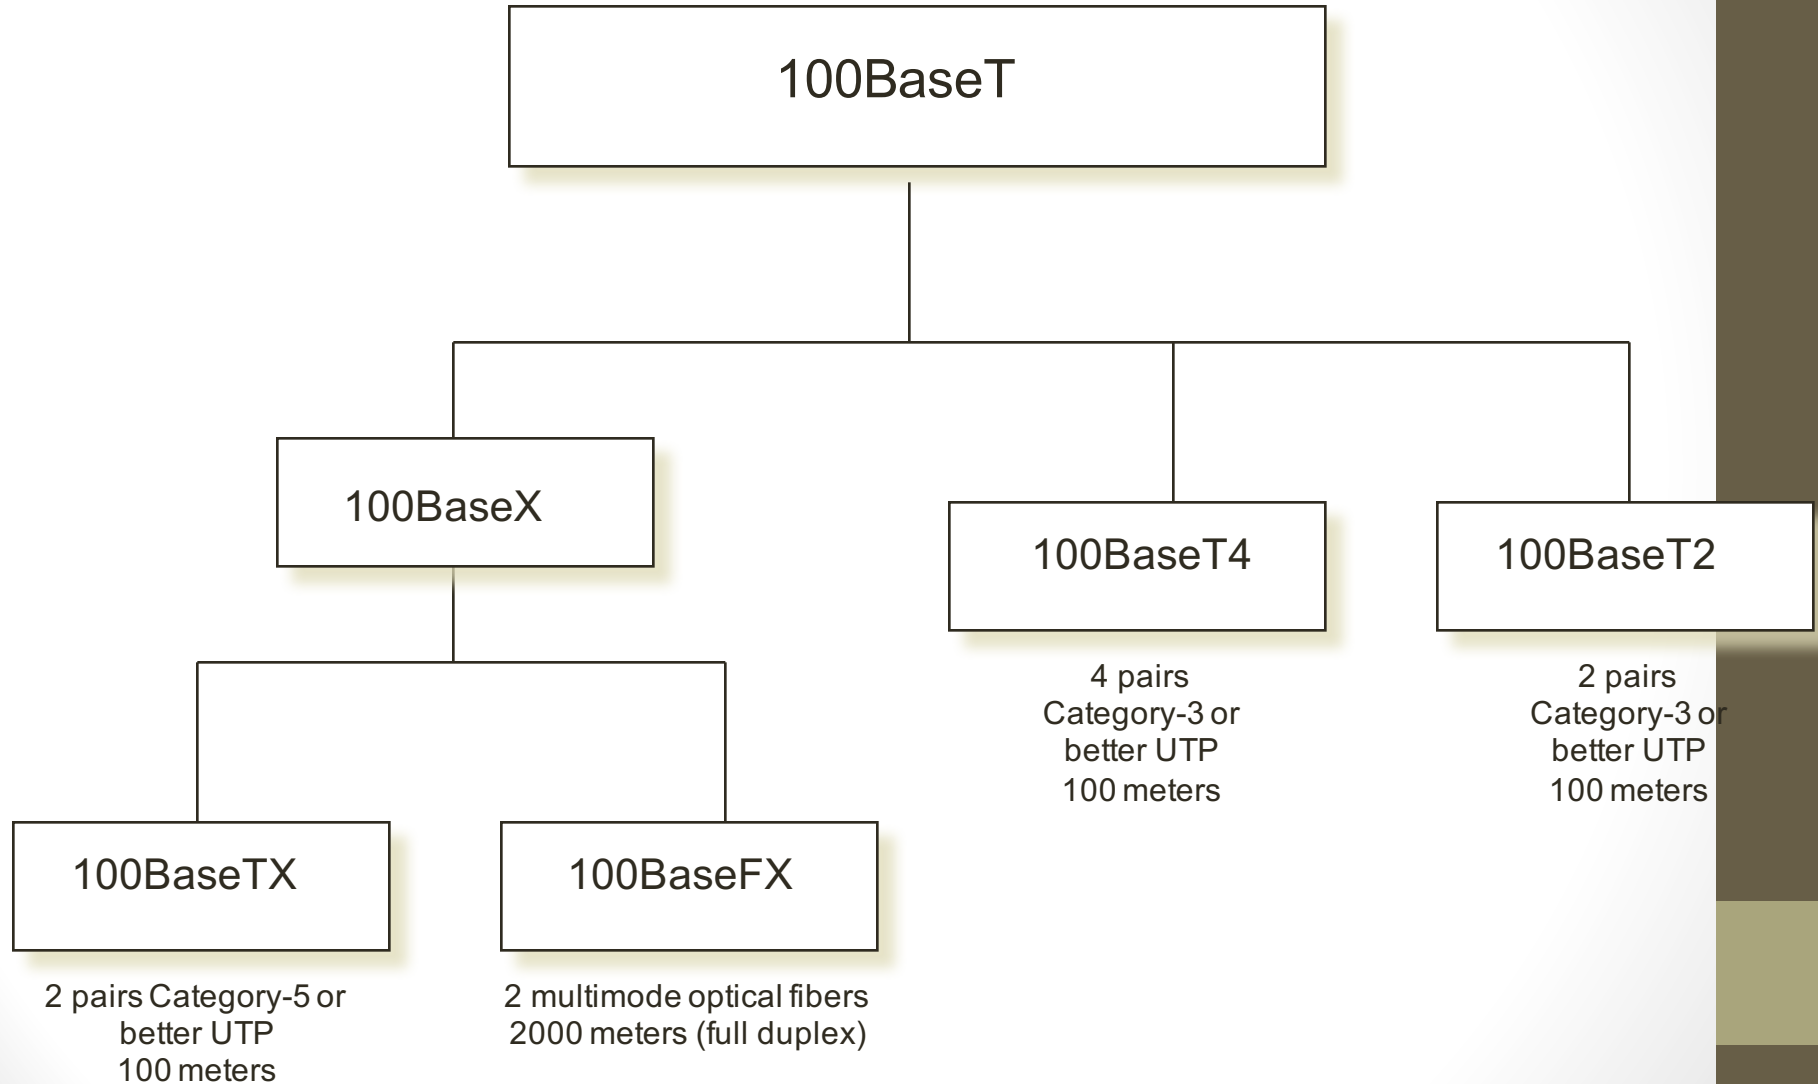 100BaseT
100BaseX
100BaseT4
100BaseT2
4 pairs
Category-3 or
better UTP
100 meters
2 pairs
Category-3 or
better UTP
100 meters
100BaseTX
100BaseFX
2 pairs Category-5 or
better UTP
100 meters
2 multimode optical fibers
2000 meters (full duplex)